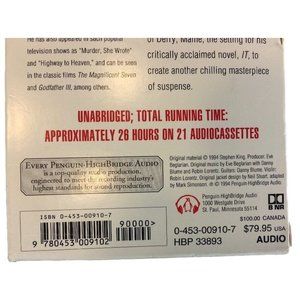 He has also appeared in such popular
television shows as "Murder, She Wrote"
and "Highway to Heaven," and can be seen
in the classic films The Magnificent Seven
and Godfather III, among others.
of Derry, Maine, the setting for his
critically acclaimed novel, IT, to
create another chilling masterpiece
of suspense.
UNABRIDGED; TOTAL RUNNING TIME:
APPROXIMATELY 26 HOURS ON 21 AUDIOCASSETTES
EVERY PENGUIN-HIGHBRIDGE AUDIO
is a top-quality audio production,
engineered to meet the recording industry's
highest standards for sound reproduction.
Original material © 1994 Stephen King. Producer: Eve
Beglarian. Original music by Eve Beglarian with Danny
Blume and Robin Lorentz. Guitars: Danny Blume. Violin:
Robin Lorentz. Original jacket design by Neil Stuart, adapted
by Mark Simonson. ℗ © 1994 Penguin-HighBridge Audio
Penguin-HighBridge Audio
1000 Westgate Drive
St. Paul, Minnesota 55114
B NR
$100.00 CANADA
ISBN 0-453-00910-7
90000>
9 780453 009102
0-453-00910-7
$79.95 USA
HBP 33893
AUDIO